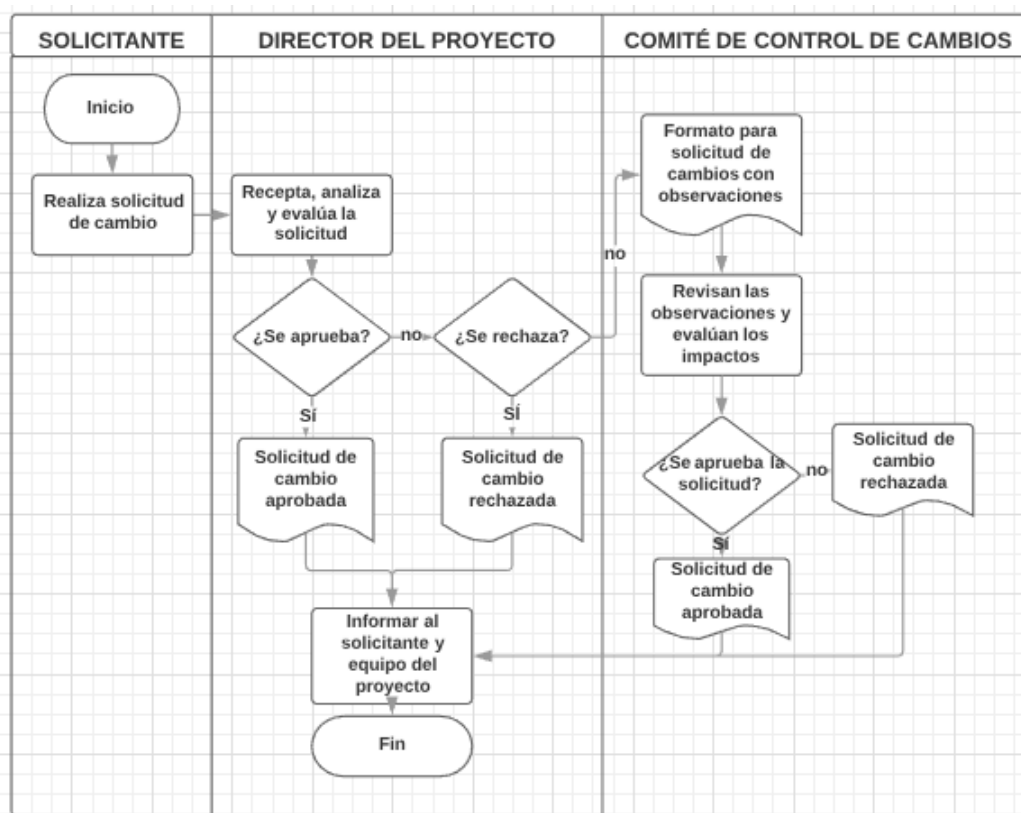 SOLICITANTE
DIRECTOR DEL PROYECTO
COMITÉ DE CONTROL DE CAMBIOS
Inicio
Realiza solicitud
de cambio
Recepta, analiza
y evalúa la
solicitud
¿Se aprueba?
no
¿Se rechaza?
no
Sí
SÍ
Solicitud de
cambio
aprobada
Solicitud de
cambio
rechazada
Informar al
solicitante y
equipo del
proyecto
Fin
Formato para
solicitud de
cambios con
observaciones
Revisan las
observaciones y
evalúan los
impactos
¿Se aprueba la
solicitud?
no
Solicitud de
cambio
rechazada
Sí
Solicitud de
cambio
aprobada